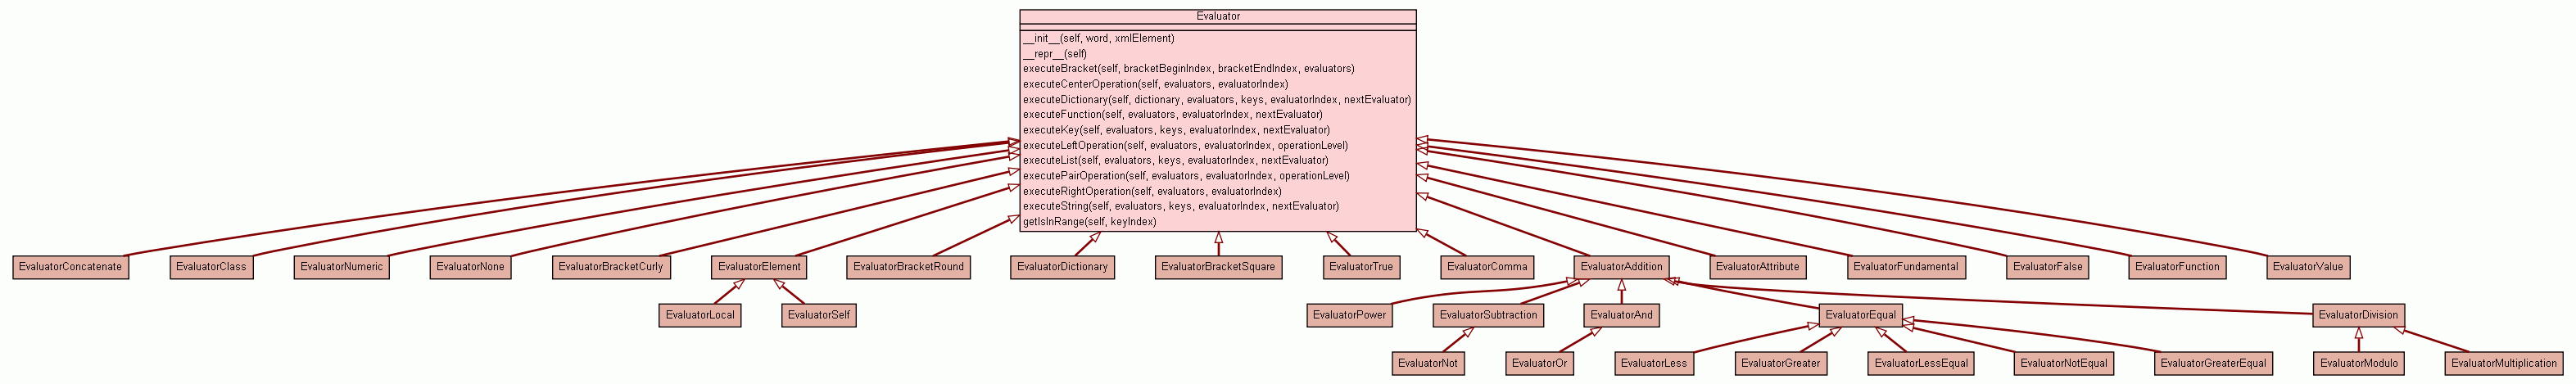 Evaluator
__init__(self, word, xmlElement)
__repr__(self)
executeBracket(self, bracketBeginIndex, bracketEndIndex, evaluators)
executeCenterOperation(self, evaluators, evaluatorIndex)
executeDictionary(self, dictionary, evaluators, keys, evaluatorIndex, nextEvaluator)
executeFunction(self, evaluators, evaluatorIndex, nextEvaluator)
executeKey(self, evaluators, keys, evaluatorIndex, nextEvaluator)
executeLeftOperation(self, evaluators, evaluatorIndex, operationLevel)
executeList(self, evaluators, keys, evaluatorIndex, nextEvaluator)
executePairOperation(self, evaluators, evaluatorIndex, operationLevel)
executeRightOperation(self, evaluators, evaluatorIndex)
executeString(self, evaluators, keys, evaluatorIndex, nextEvaluator)
getIsInRange(self, keyIndex)
EvaluatorConcatenate
EvaluatorClass
EvaluatorNumeric
EvaluatorNone
EvaluatorBracketCurly
EvaluatorElement
EvaluatorBracketRound
EvaluatorDictionary
EvaluatorBracketSquare
EvaluatorTrue
EvaluatorComma
EvaluatorAddition
EvaluatorAttribute
EvaluatorFundamental
EvaluatorFalse
EvaluatorFunction
EvaluatorValue
EvaluatorLocal
EvaluatorSelf
EvaluatorPower
EvaluatorSubtraction
EvaluatorAnd
EvaluatorEqual
EvaluatorDivision
EvaluatorNot
EvaluatorOr
EvaluatorLess
EvaluatorGreater
EvaluatorLessEqual
EvaluatorNotEqual
EvaluatorGreaterEqual
EvaluatorModulo
EvaluatorMultiplication